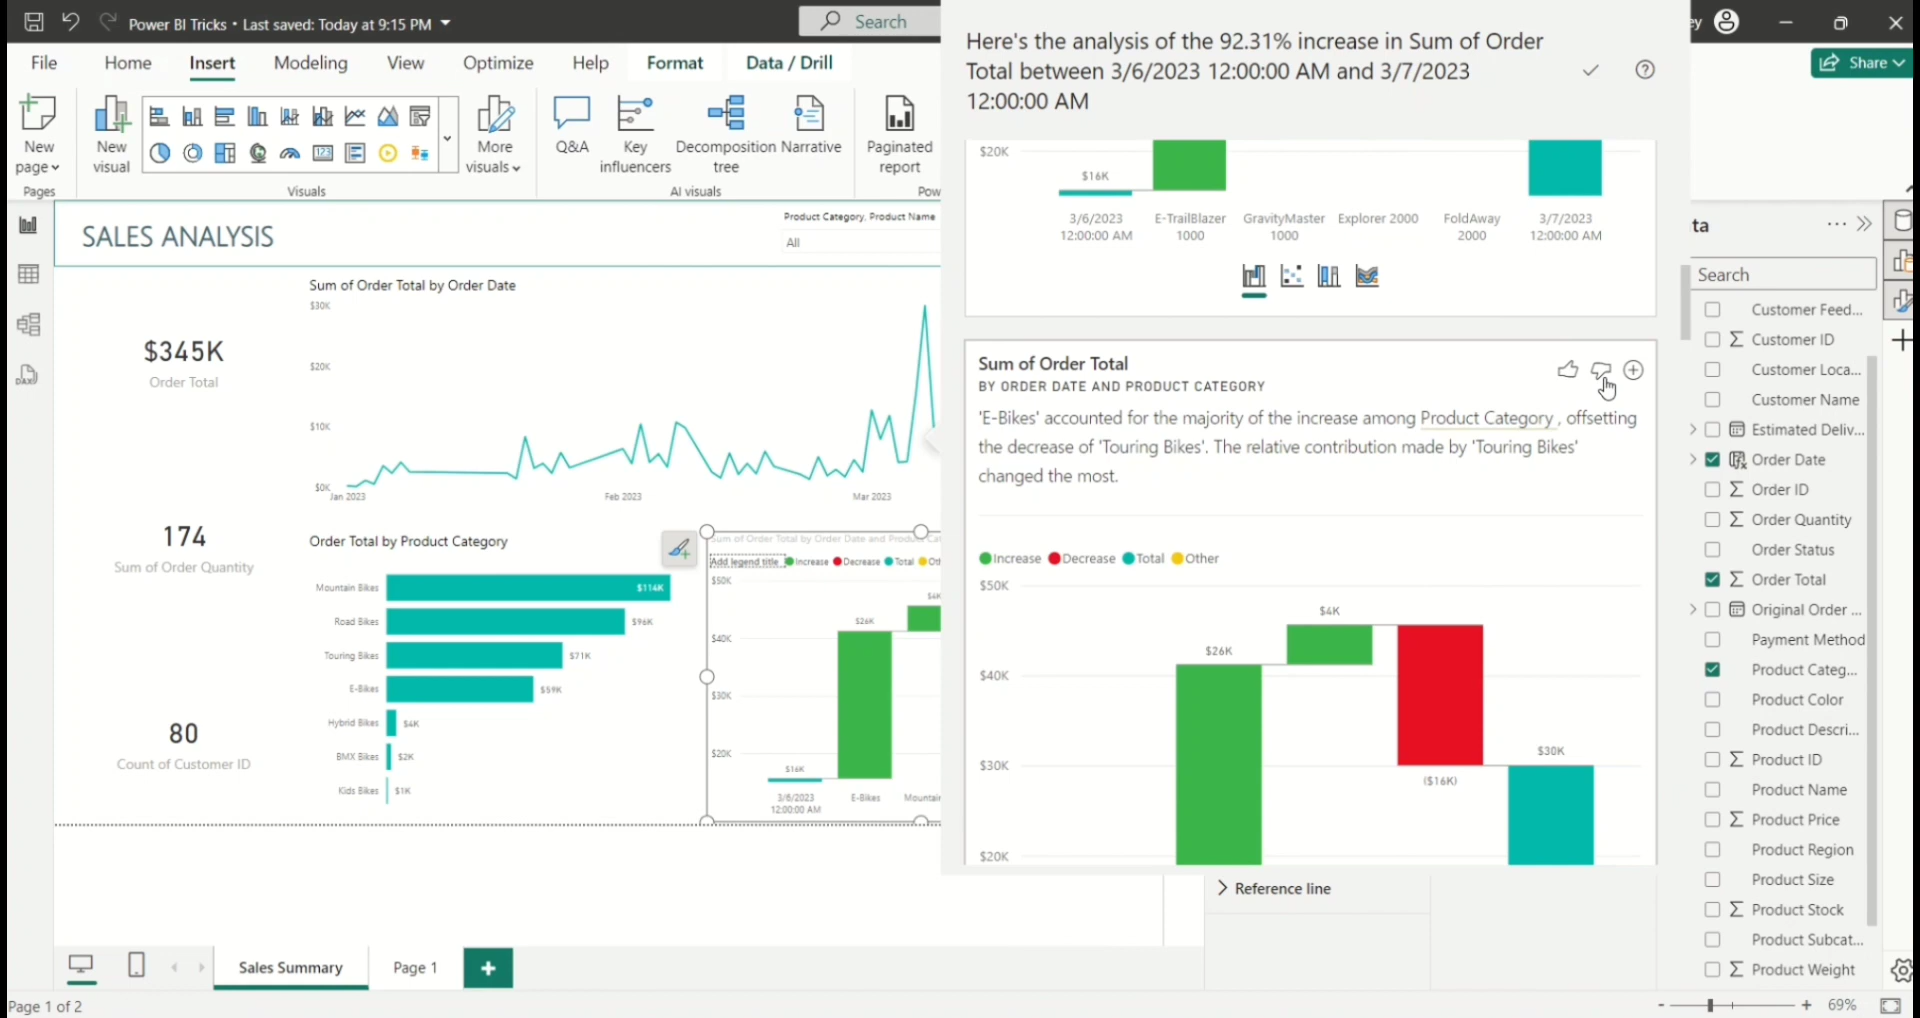 Power BI Tricks • Last saved: Today at 9:15 PM
Search
File Home Insert Modeling View Optimize Help Format Data / Drill
Share
New page
New visual
More visuals
Q&A
Key influencers
Decomposition tree
Narrative
Paginated report
Pages
Visuals
AI visuals
Here's the analysis of the 92.31% increase in Sum of Order
Total between 3/6/2023 12:00:00 AM and 3/7/2023
12:00:00 AM
$20K
$16K
3/6/2023 12:00:00 AM
E-TrailBlazer 1000
GravityMaster 1000
Explorer 2000
FoldAway 2000
3/7/2023 12:00:00 AM
Sum of Order Total
BY ORDER DATE AND PRODUCT CATEGORY
'E-Bikes' accounted for the majority of the increase among Product Category , offsetting
the decrease of 'Touring Bikes'. The relative contribution made by 'Touring Bikes'
changed the most.
Increase Decrease Total Other
$50K
$40K
$30K
$20K
$26K
$4K
($16K)
$30K
SALES ANALYSIS
Product Category, Product Name
All
$345K
Order Total
174
Sum of Order Quantity
80
Count of Customer ID
Sum of Order Total by Order Date
$30K
$20K
$10K
$0K
Jan 2023 Feb 2023 Mar 2023
Order Total by Product Category
Mountain Bikes $114K
Road Bikes $96K
Touring Bikes $71K
E-Bikes $59K
Hybrid Bikes $4K
BMX Bikes $2K
Kids Bikes $1K
Sum of Order Total by Order Date and Produ
Add legend title Increase Decrease Total
$50K
$40K
$30K
$20K
$16K
$26K
3/6/2023 12:00:00 AM
E-Bikes
Reference line
Search
Customer Feed...
Customer ID
Customer Loca...
Customer Name
Estimated Deliv...
Order Date
Order ID
Order Quantity
Order Status
Order Total
Original Order ...
Payment Method
Product Categ...
Product Color
Product Descri...
Product ID
Product Name
Product Price
Product Region
Product Size
Product Stock
Product Subcat...
Product Weight
Sales Summary
Page 1
Page 1 of 2
69%